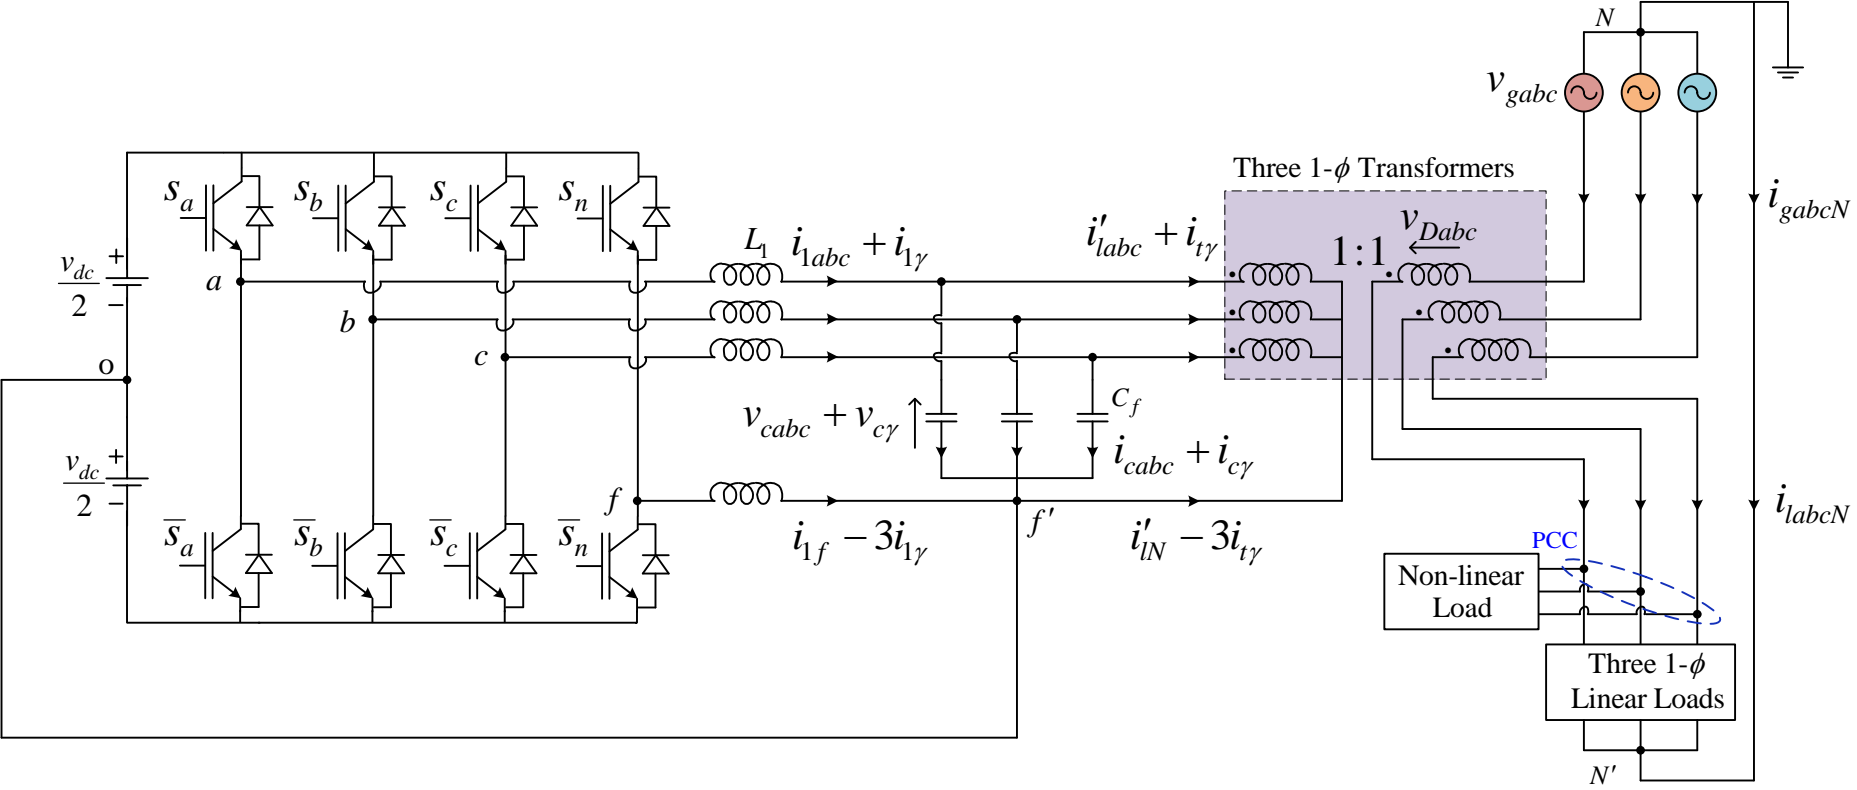 N
v_gabc
Three 1-ϕ Transformers
s_a
s_b
s_c
s_n
i_gabcN
v_Dabc
1:1
L_1
i_1abc + i_1γ
i′_labc + i_tγ
+
v_dc/2
−
a
b
c
o
C_f
v_cabc + v_cγ
i_cabc + i_cγ
+
v_dc/2
−
f
f′
i_labcN
s̅_a
s̅_b
s̅_c
s̅_n
i_1f − 3i_1γ
i′_lN − 3i_tγ
PCC
Non-linear
Load
Three 1-ϕ
Linear Loads
N′